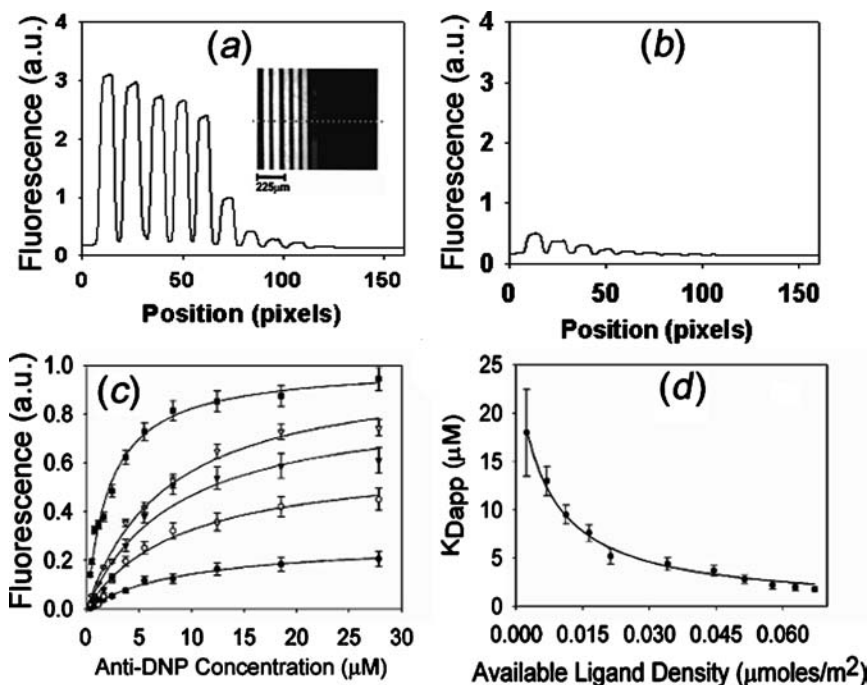 (a)
4
3
2
1
0
Fluorescence (a.u.)
225μm
0 50 100 150
Position (pixels)
(b)
4
3
2
1
0
Fluorescence (a.u.)
0 50 100 150
Position (pixels)
(c)
1.0
0.8
0.6
0.4
0.2
0.0
Fluorescence (a.u.)
0 5 10 15 20 25 30
Anti-DNP Concentration (μM)
(d)
25
20
15
10
5
0
KDapp (μM)
0.000 0.015 0.030 0.045 0.060
Available Ligand Density (μmoles/m²)